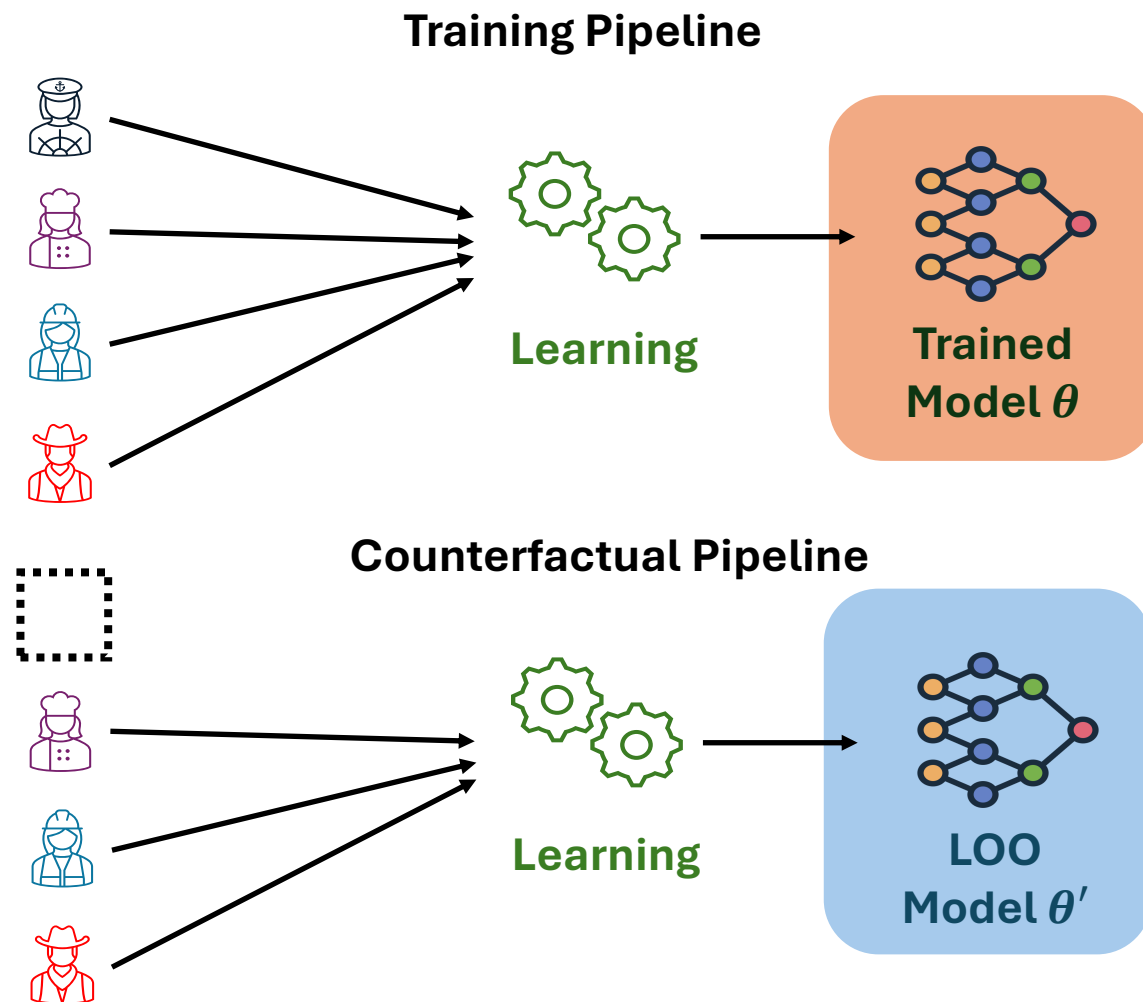 Training Pipeline
Learning
Trained
Model θ
Counterfactual Pipeline
Learning
LOO
Model θ′